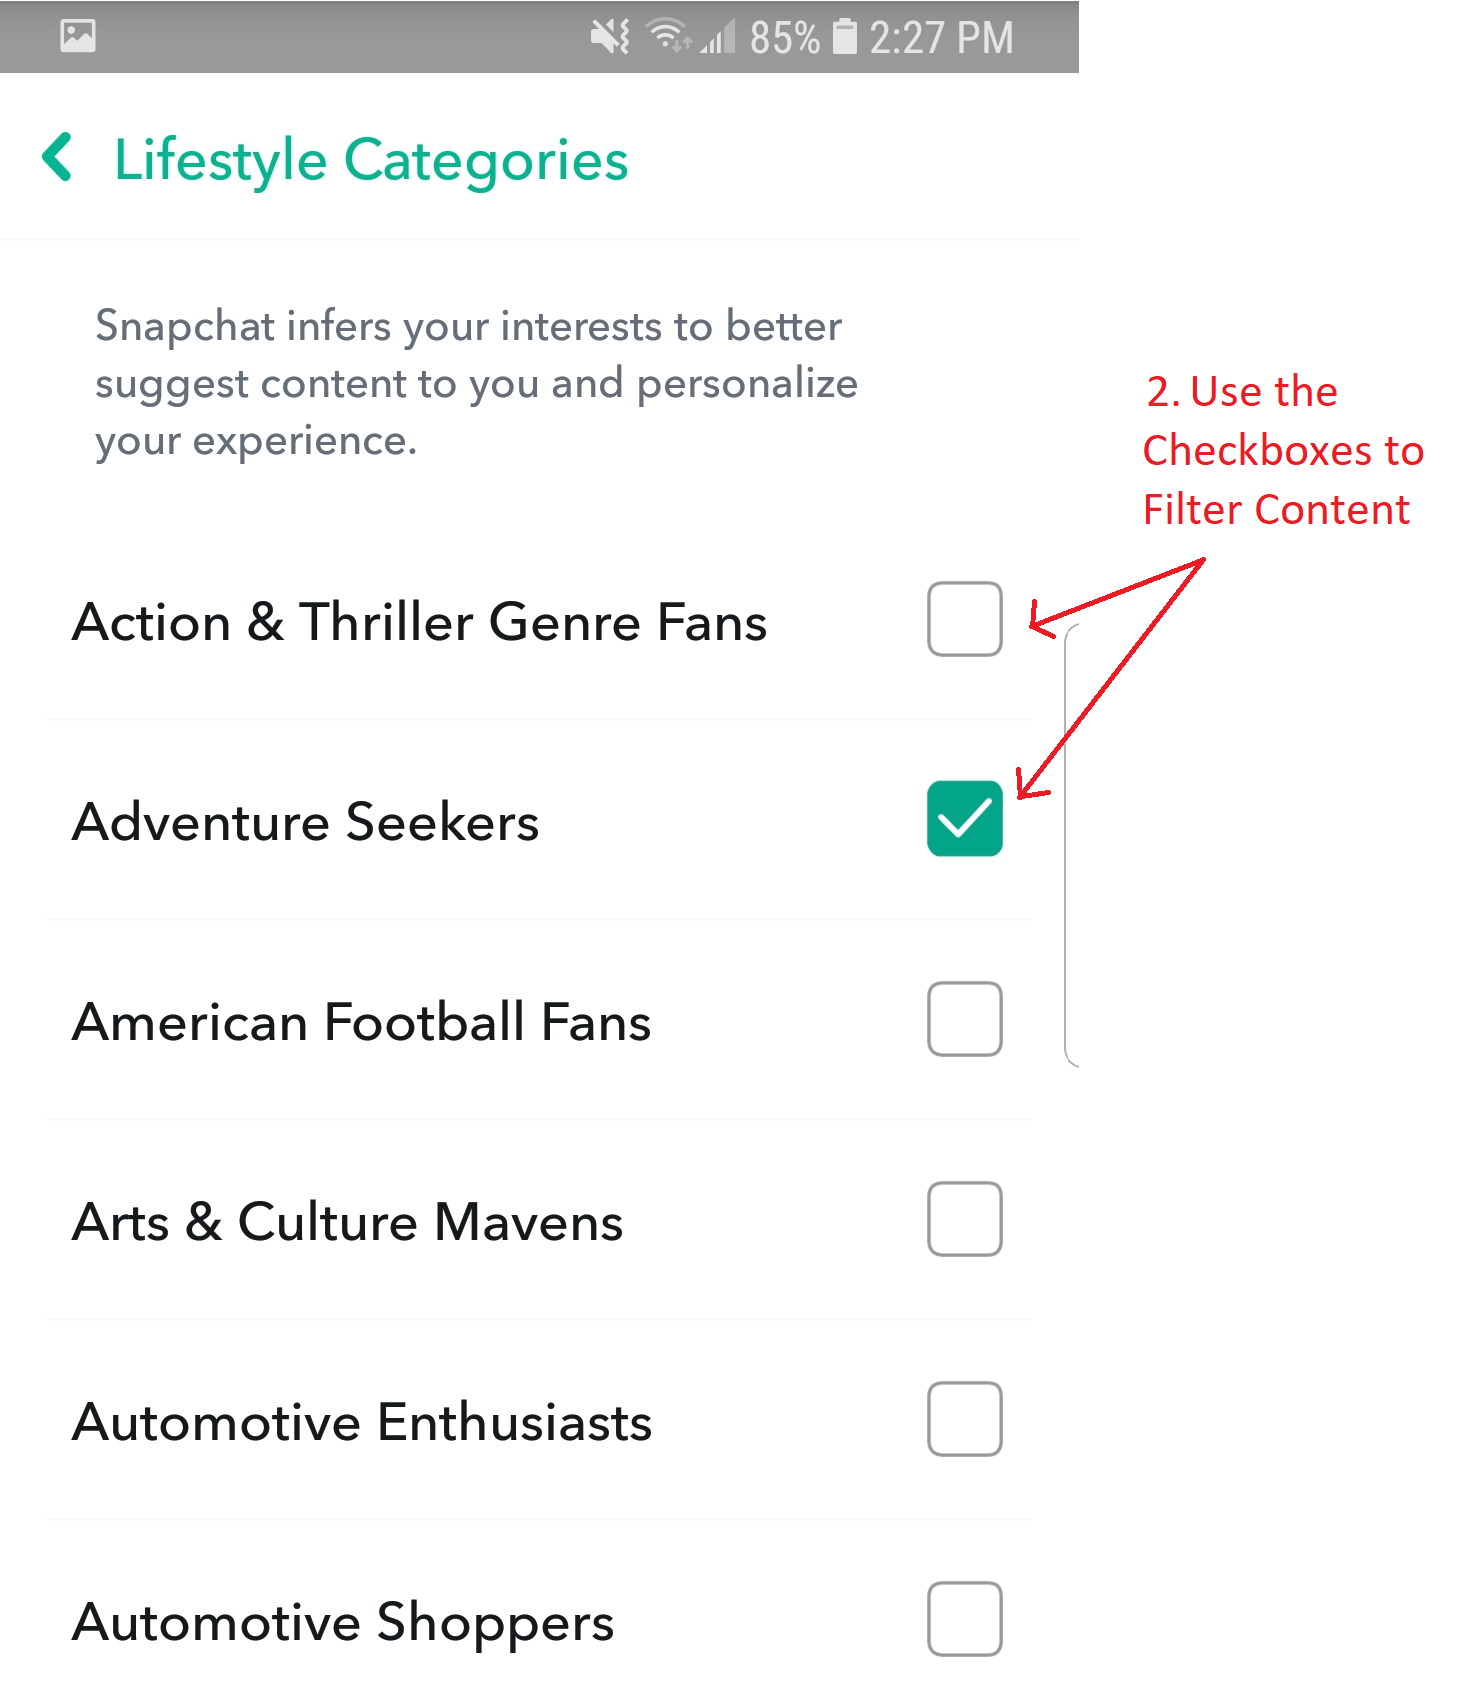 85% 2:27 PM
Lifestyle Categories
Snapchat infers your interests to better
suggest content to you and personalize
your experience.
2. Use the
Checkboxes to
Filter Content
Action & Thriller Genre Fans
Adventure Seekers
American Football Fans
Arts & Culture Mavens
Automotive Enthusiasts
Automotive Shoppers